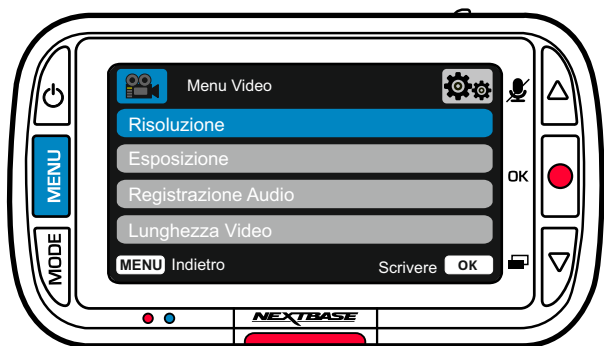 Menu Video
Risoluzione
Esposizione
Registrazione Audio
Lunghezza Video
MENU Indietro
Scrivere OK
MENU
MODE
OK
NEXTBASE